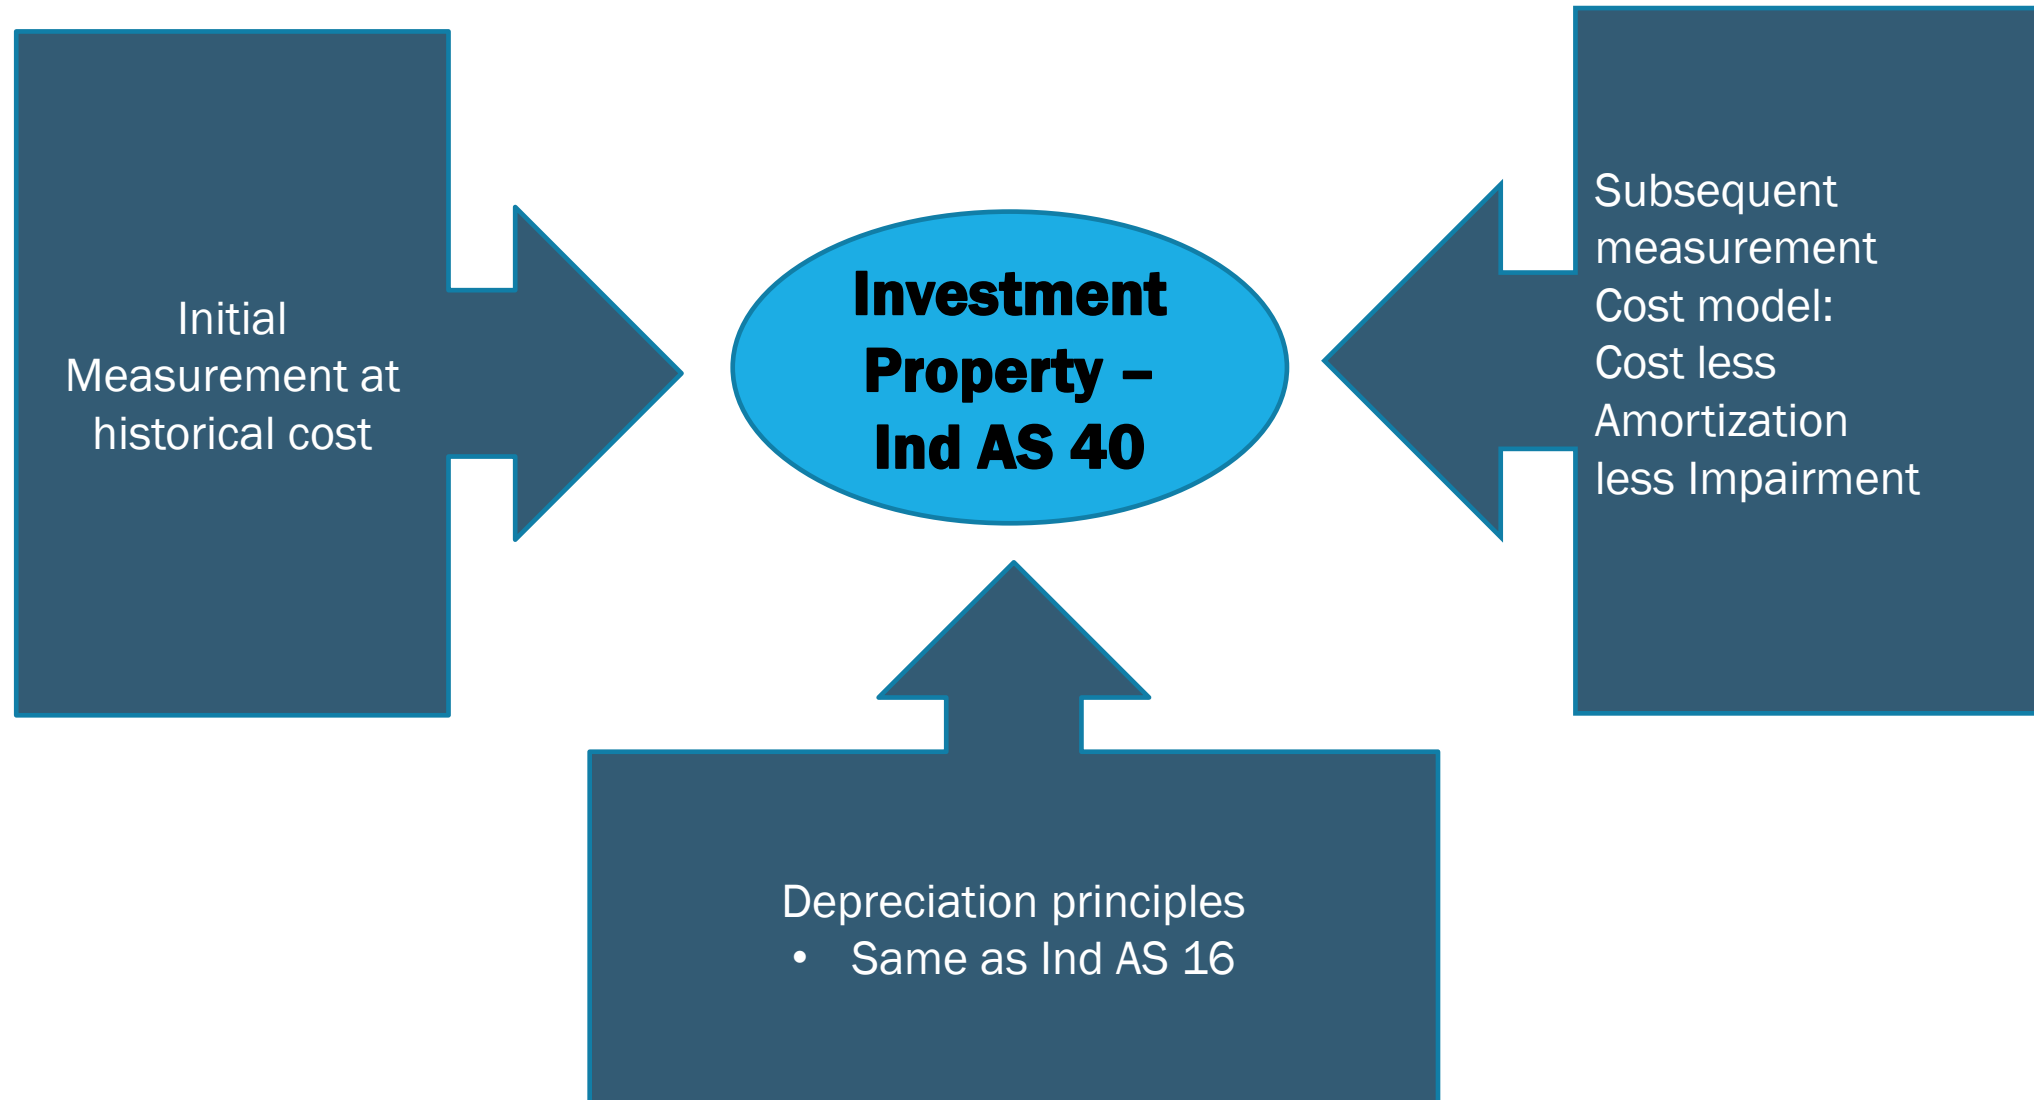 Initial
Measurement at
historical cost
Investment
Property –
Ind AS 40
Subsequent
measurement
Cost model:
Cost less
Amortization
less Impairment
Depreciation principles
• Same as Ind AS 16